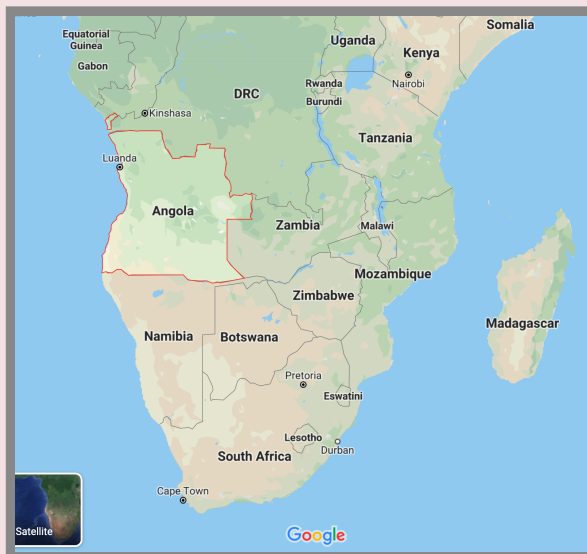 Somalia
Equatorial
Guinea
Uganda
Kenya
Gabon
Rwanda
Nairobi
DRC
Burundi
Kinshasa
Tanzania
Luanda
Angola
Zambia
Malawi
Mozambique
Zimbabwe
Madagascar
Namibia
Botswana
Pretoria
Eswatini
Lesotho
Durban
South Africa
Cape Town
Satellite
Google